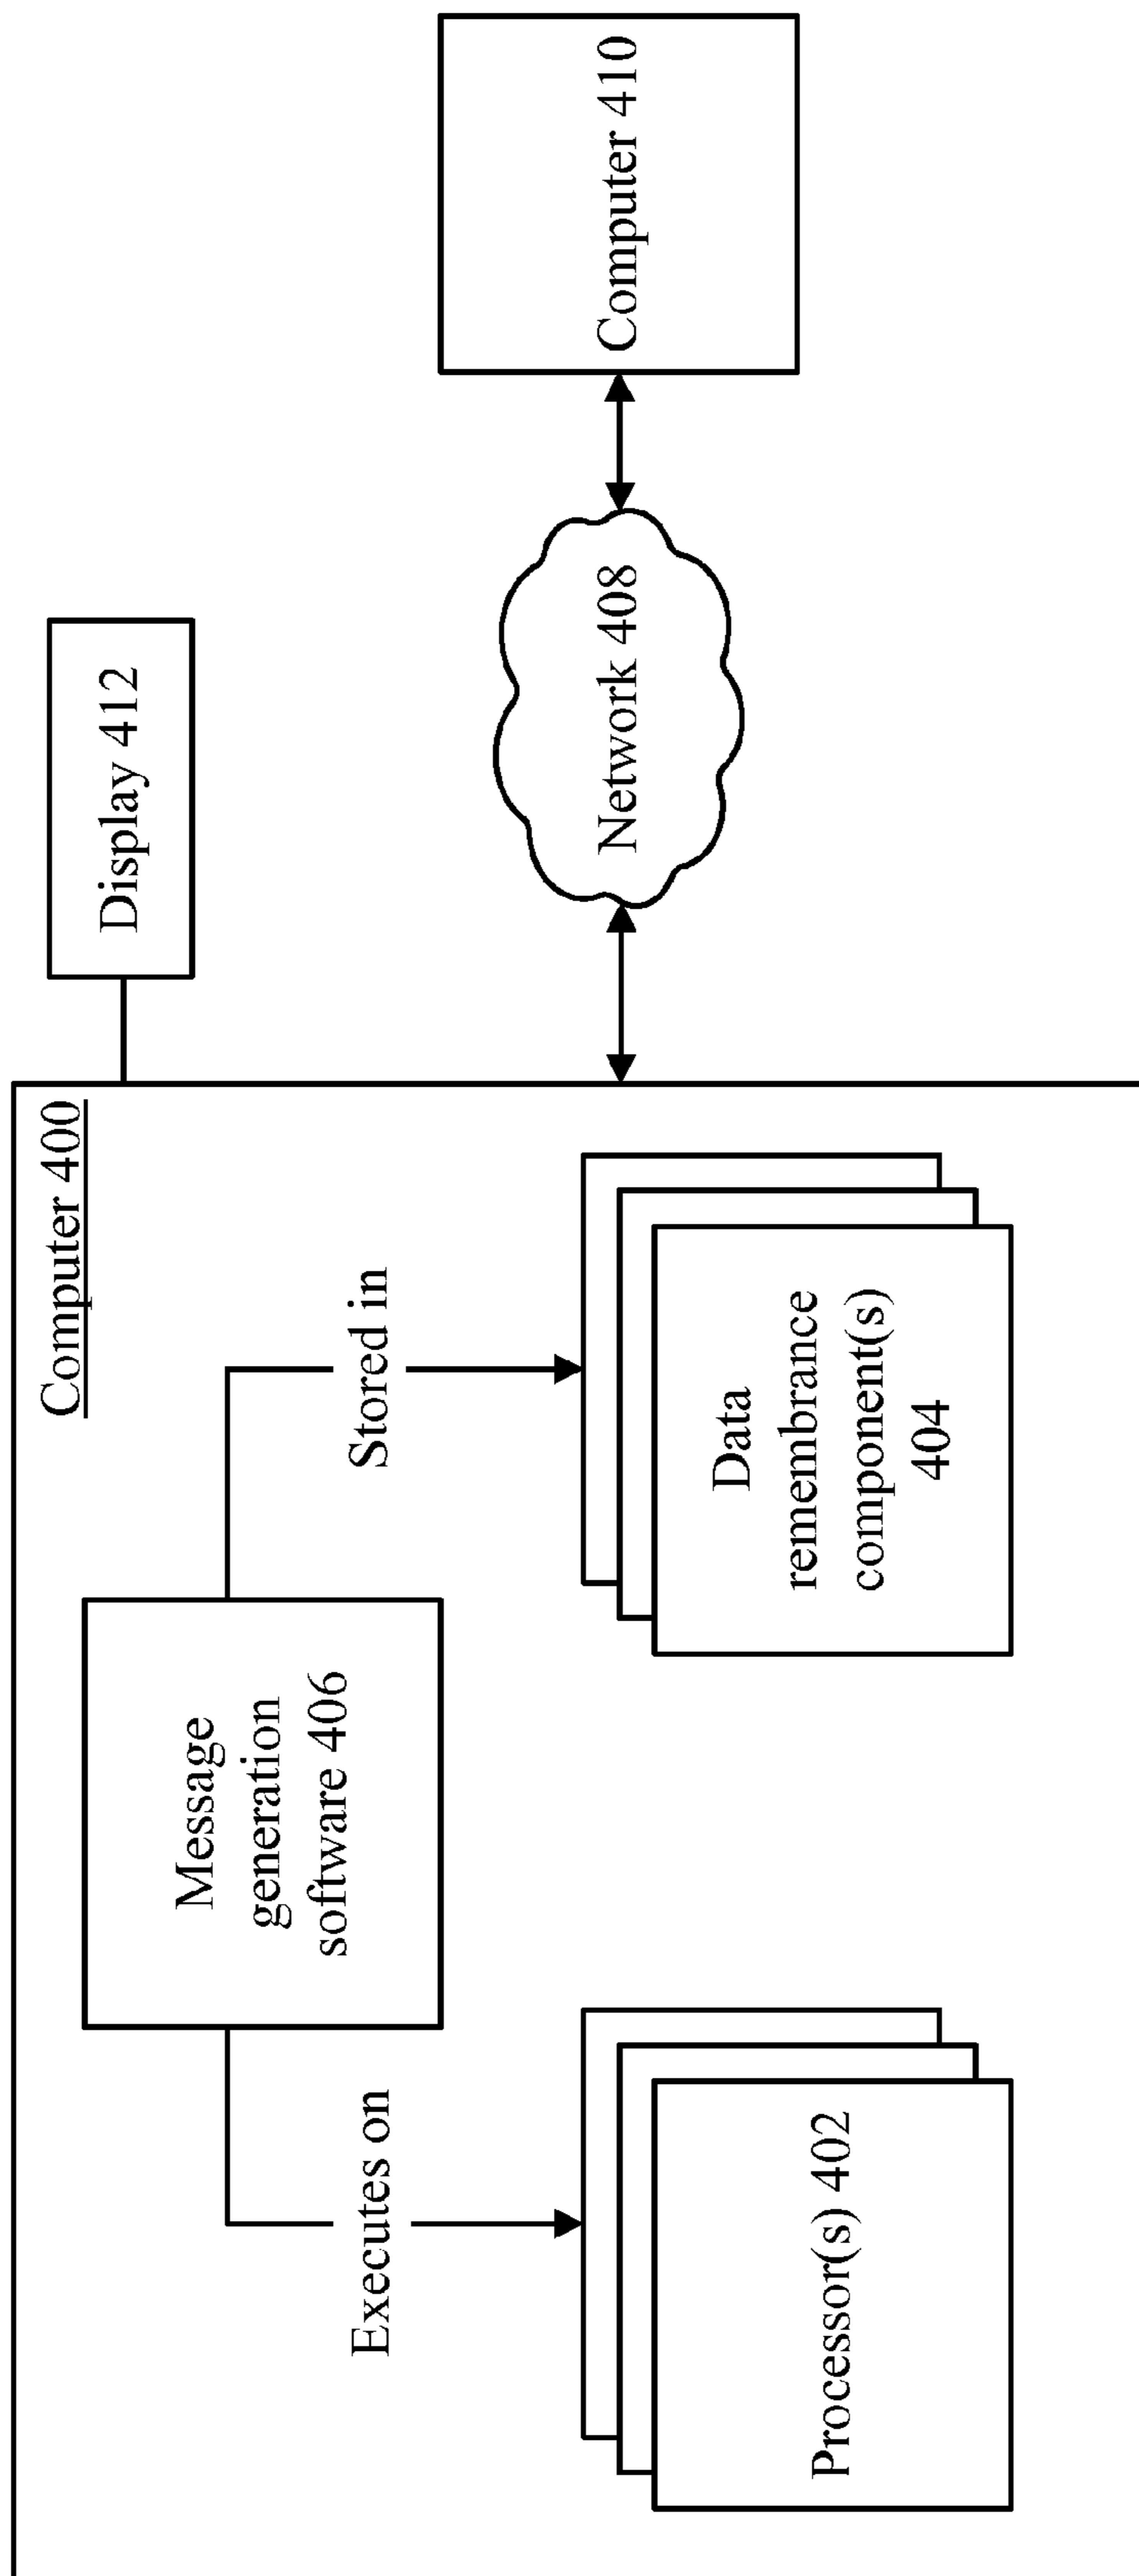 Computer 400
Message
generation
software 406
Executes on
Stored in
Processor(s) 402
Data
remembrance
component(s)
404
Display 412
Network 408
Computer 410